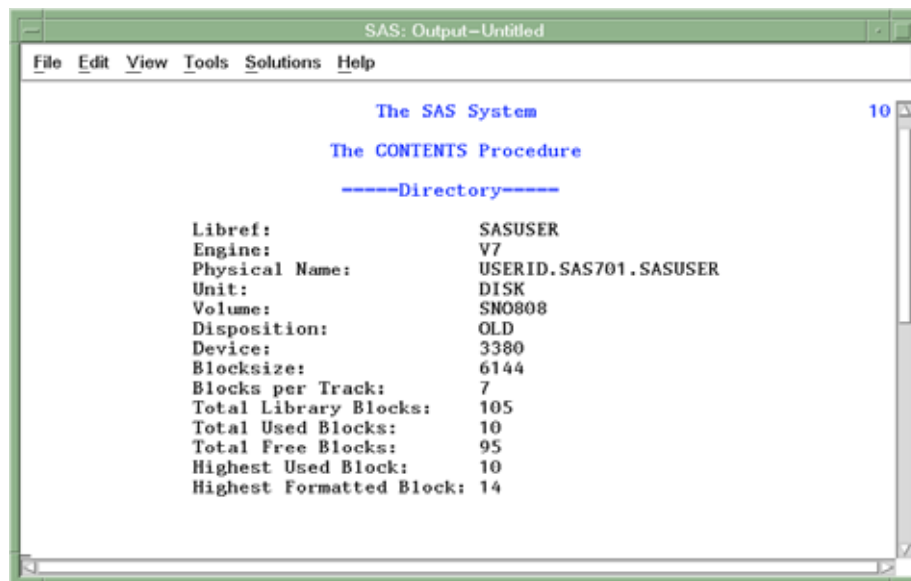 SAS: Output-Untitled
File Edit View Tools Solutions Help
The SAS System 10
The CONTENTS Procedure
-----Directory-----
Libref: SASUSER
Engine: V7
Physical Name: USERID.SAS701.SASUSER
Unit: DISK
Volume: SNO808
Disposition: OLD
Device: 3380
Blocksize: 6144
Blocks per Track: 7
Total Library Blocks: 105
Total Used Blocks: 10
Total Free Blocks: 95
Highest Used Block: 10
Highest Formatted Block: 14